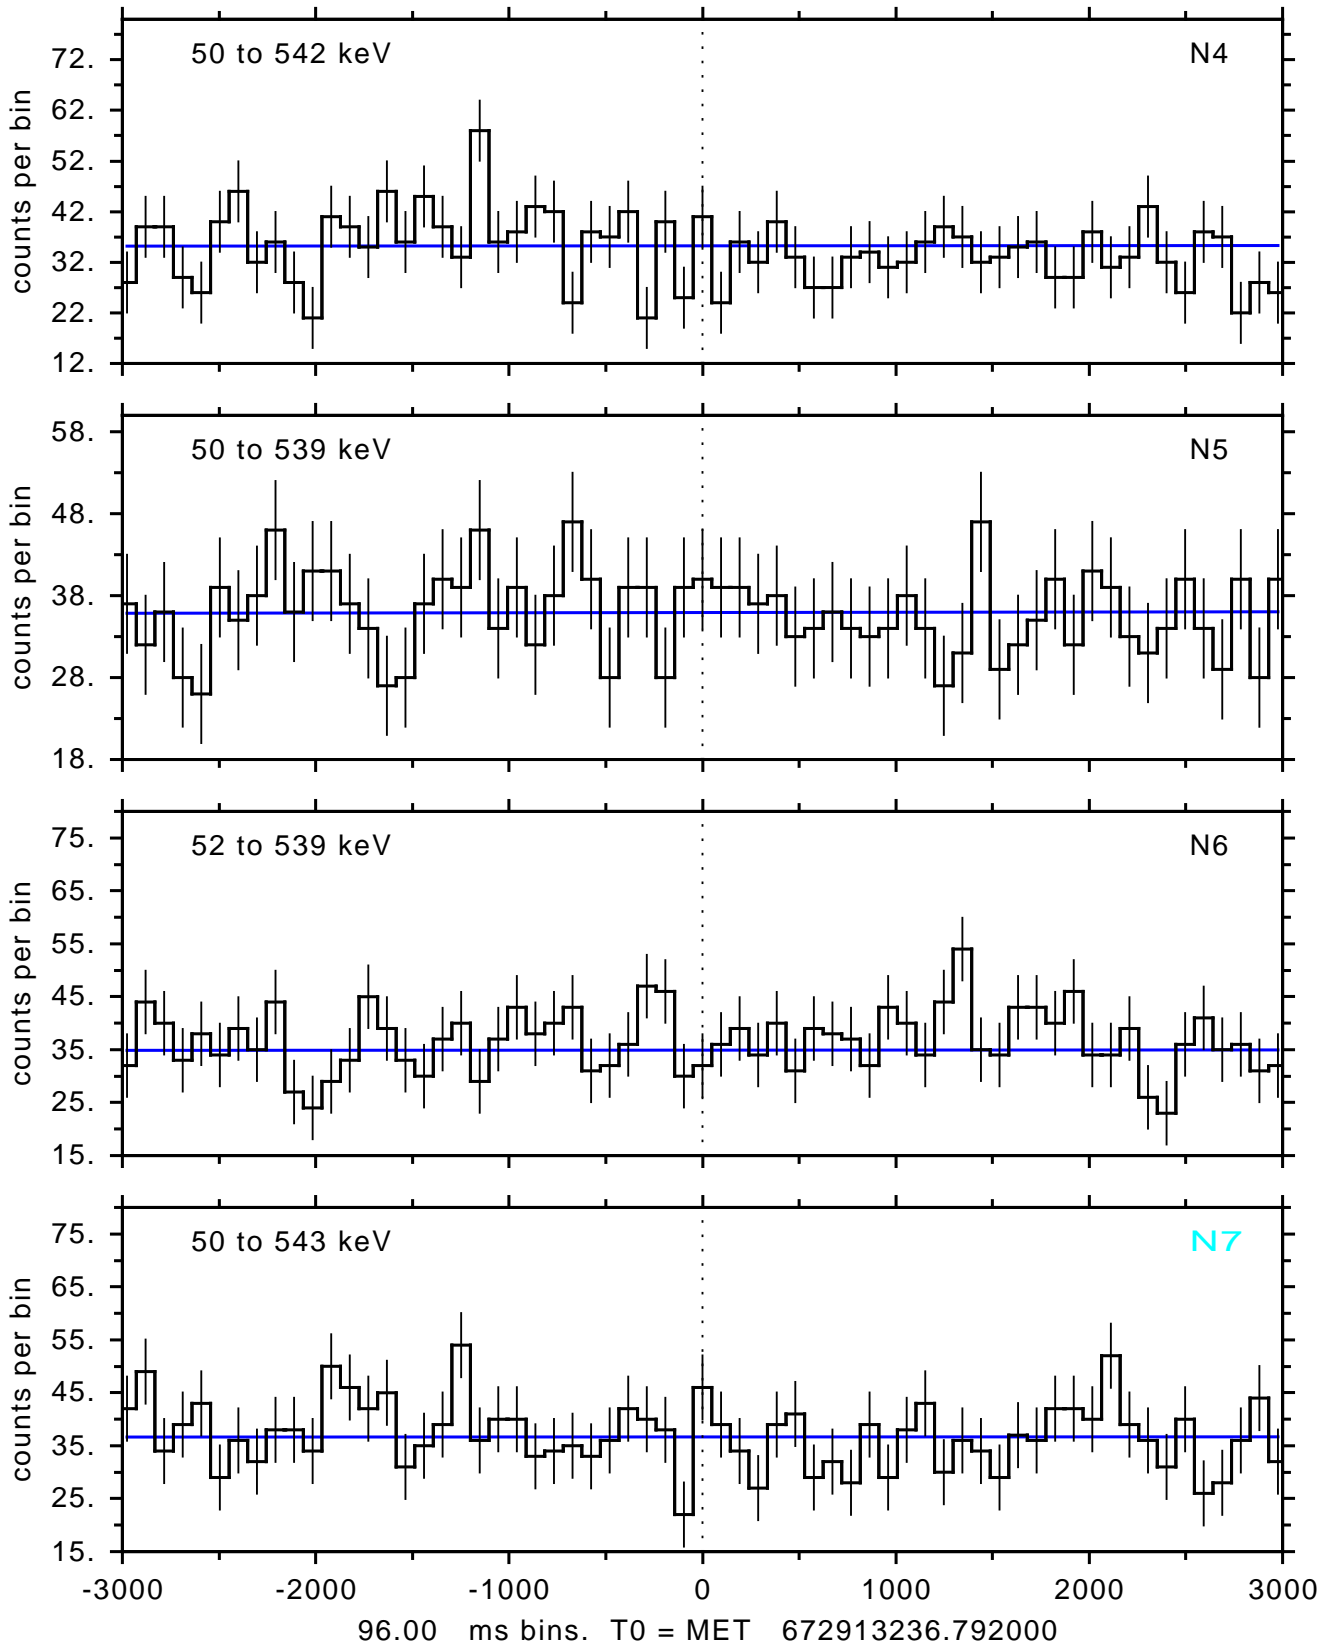 50 to 542 keV N4
72.
62.
52.
42.
32.
22.
12.
counts per bin
50 to 539 keV N5
58.
48.
38.
28.
18.
counts per bin
52 to 539 keV N6
75.
65.
55.
45.
35.
25.
15.
counts per bin
50 to 543 keV N7
75.
65.
55.
45.
35.
25.
15.
counts per bin
-3000 -2000 -1000 0 1000 2000 3000
96.00 ms bins. T0 = MET 672913236.792000